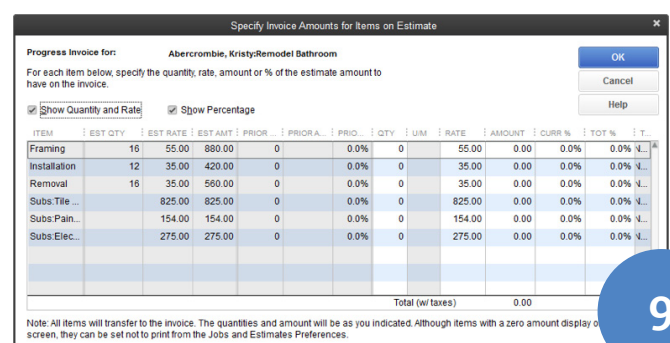 Specify Invoice Amounts for Items on Estimate ×
Progress Invoice for: Abercrombie, Kristy:Remodel Bathroom
OK
For each item below, specify the quantity, rate, amount or % of the estimate amount to
have on the invoice.
Cancel
Show Quantity and Rate Show Percentage
Help
ITEM EST QTY EST RATE EST AMT PRIOR ... PRIOR A... PRIO... QTY U/M RATE AMOUNT CURR % TOT % T...
Framing 16 55.00 880.00 0 0.0% 0 55.00 0.00 0.0% 0.0% N...
Installation 12 35.00 420.00 0 0.0% 0 35.00 0.00 0.0% 0.0% N...
Removal 16 35.00 560.00 0 0.0% 0 35.00 0.00 0.0% 0.0% N...
Subs:Tile ... 825.00 825.00 0 0.0% 0 825.00 0.00 0.0% 0.0% N...
Subs:Pain... 154.00 154.00 0 0.0% 0 154.00 0.00 0.0% 0.0% N...
Subs:Elec... 275.00 275.00 0 0.0% 0 275.00 0.00 0.0% 0.0% N...
Total (w/ taxes) 0.00
9
Note: All items will transfer to the invoice. The quantities and amount will be as you indicated. Although items with a zero amount display
screen, they can be set not to print from the Jobs and Estimates Preferences.